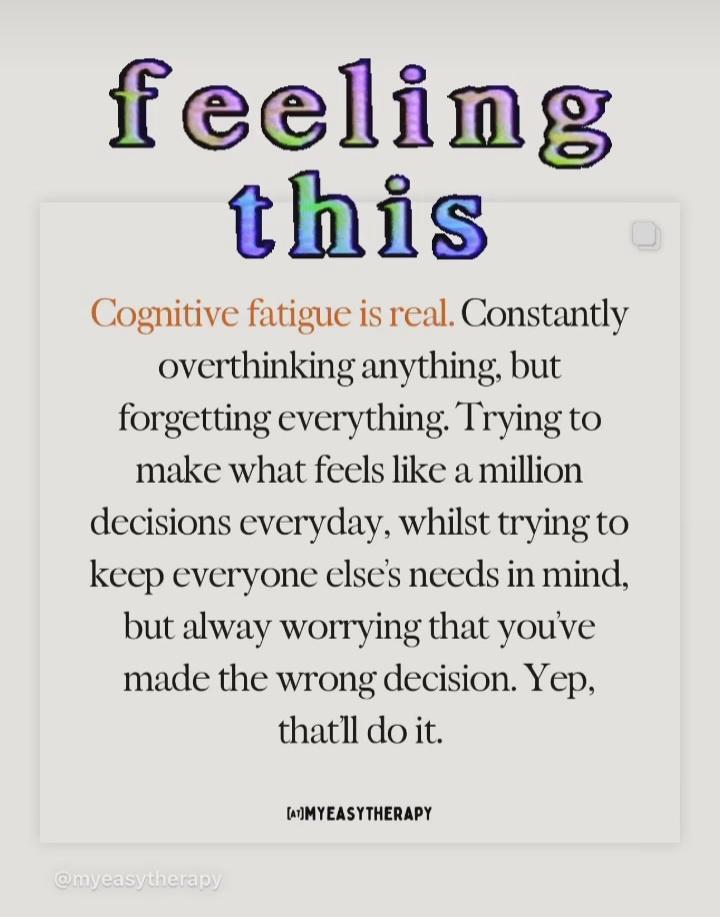 feeling
this
Cognitive fatigue is real. Constantly
overthinking anything, but
forgetting everything. Trying to
make what feels like a million
decisions everyday, whilst trying to
keep everyone else's needs in mind,
but alway worrying that you've
made the wrong decision. Yep,
that'll do it.
[AT]MYEASYTHERAPY
@myeasytherapy